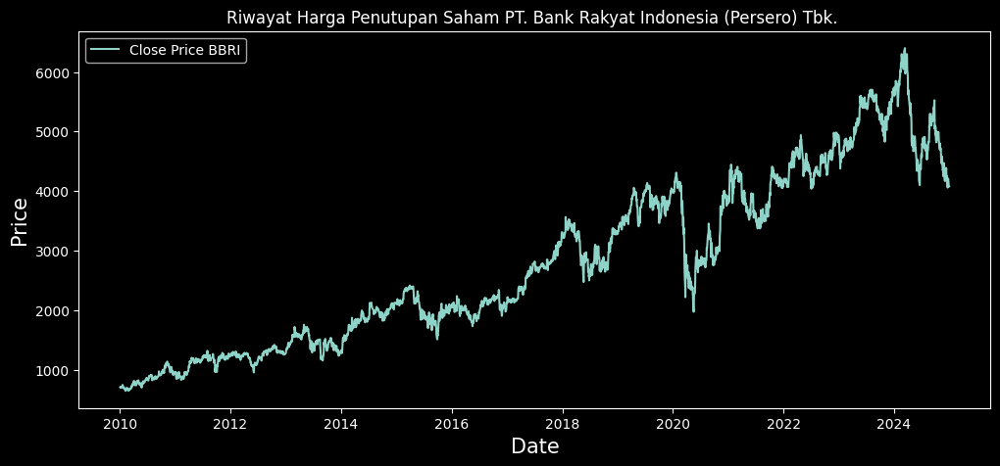 Riwayat Harga Penutupan Saham PT. Bank Rakyat Indonesia (Persero) Tbk.
Close Price BBRI
6000
5000
4000
3000
2000
1000
Price
2010 2012 2014 2016 2018 2020 2022 2024
Date